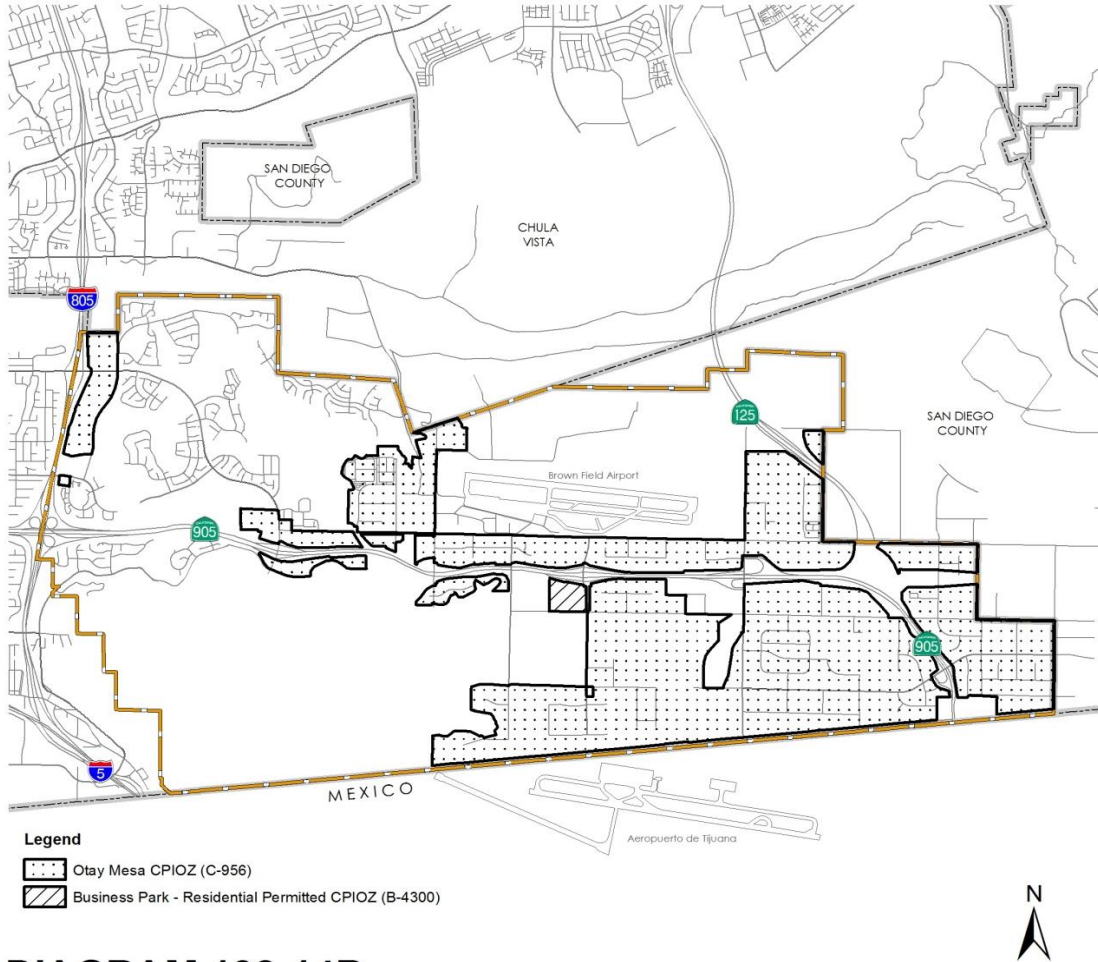 SAN DIEGO
COUNTY
CHULA
VISTA
805
125
SAN DIEGO
COUNTY
Brown Field Airport
905
905
5
MEXICO
Aeropuerto de Tijuana
Legend
Otay Mesa CPIOZ (C-956)
Business Park - Residential Permitted CPIOZ (B-4300)
N